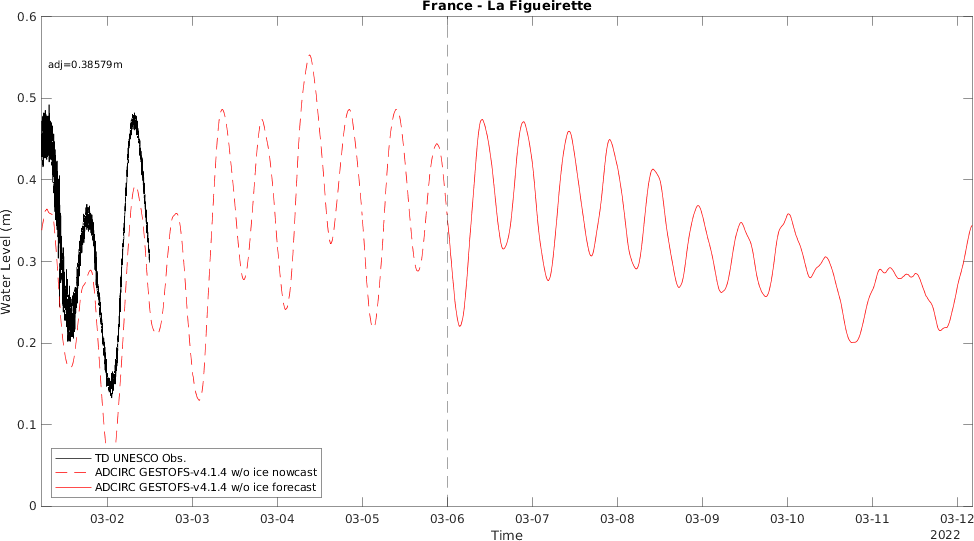 France - La Figueirette
adj=0.38579m
Water Level (m)
0.6
0.5
0.4
0.3
0.2
0.1
0
TD UNESCO Obs.
ADCIRC GESTOFS-v4.1.4 w/o ice nowcast
ADCIRC GESTOFS-v4.1.4 w/o ice forecast
03-02 03-03 03-04 03-05 03-06 03-07 03-08 03-09 03-10 03-11 03-12
Time
2022